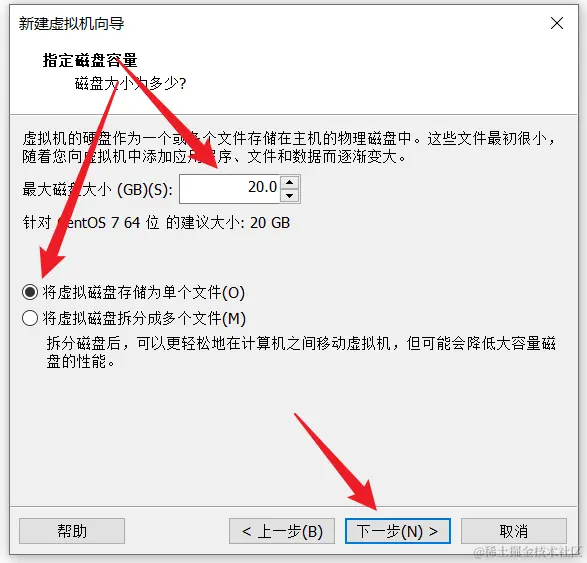 新建虚拟机向导
指定磁盘容量
磁盘大小为多少?
虚拟机的硬盘作为一个或多个文件存储在主机的物理磁盘中。这些文件最初很小，
随着您向虚拟机中添加应用程序、文件和数据而逐渐变大。
最大磁盘大小 (GB)(S): 20.0
针对 CentOS 7 64 位 的建议大小: 20 GB
将虚拟磁盘存储为单个文件(O)
将虚拟磁盘拆分成多个文件(M)
拆分磁盘后，可以更轻松地在计算机之间移动虚拟机，但可能会降低大容量磁
盘的性能。
帮助 < 上一步(B) 下一步(N) > 取消
@稀土掘金技术社区